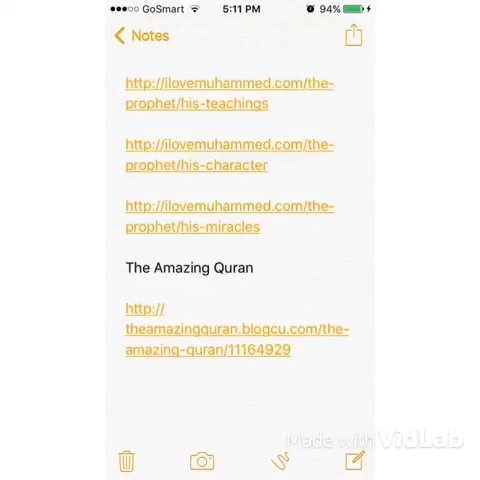 GoSmart 5:11 PM 94%
Notes
http://ilovemuhammed.com/the-
prophet/his-teachings
http://ilovemuhammed.com/the-
prophet/his-character
http://ilovemuhammed.com/the-
prophet/his-miracles
The Amazing Quran
http://
theamazingquran.blogcu.com/the-
amazing-quran/11164929
Made with VidLab